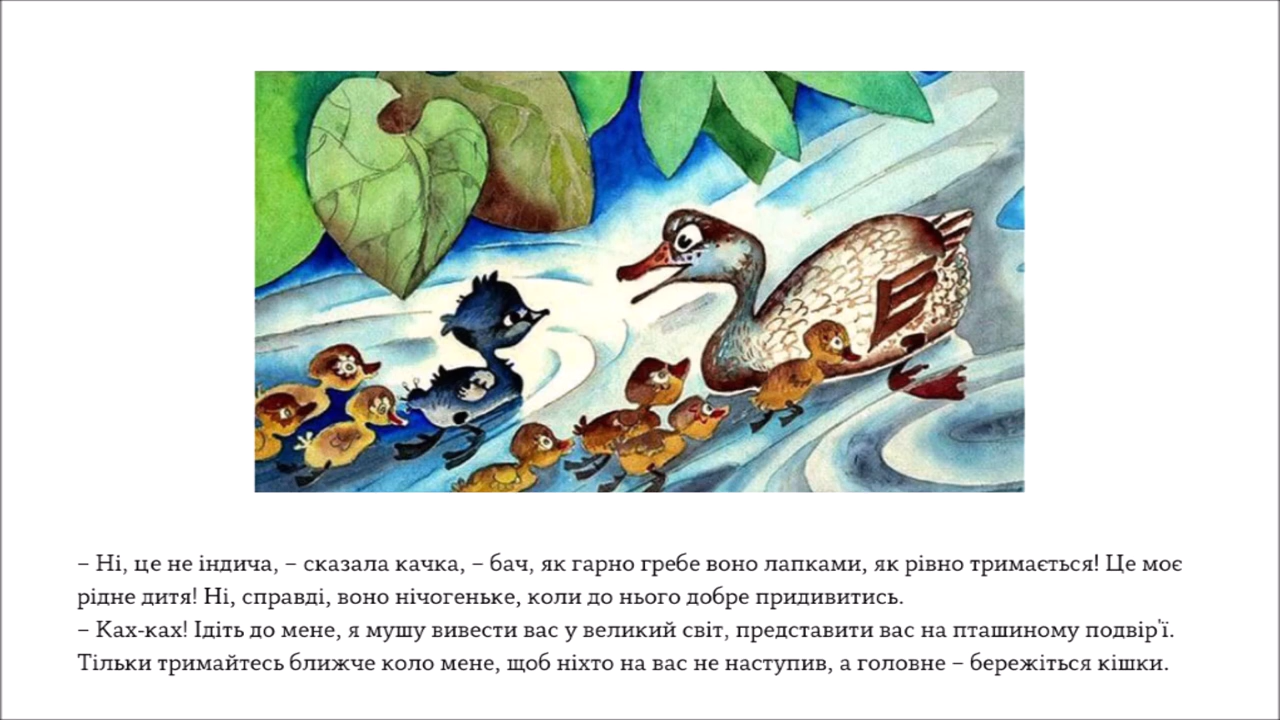 – Ні, це не індича, – сказала качка, – бач, як гарно гребе воно лапками, як рівно тримається! Це моє
рідне дитя! Ні, справді, воно нічогеньке, коли до нього добре придивитись.
– Ках-ках! Ідіть до мене, я мушу вивести вас у великий світ, представити вас на пташиному подвір'ї.
Тільки тримайтесь ближче коло мене, щоб ніхто на вас не наступив, а головне – бережіться кішки.